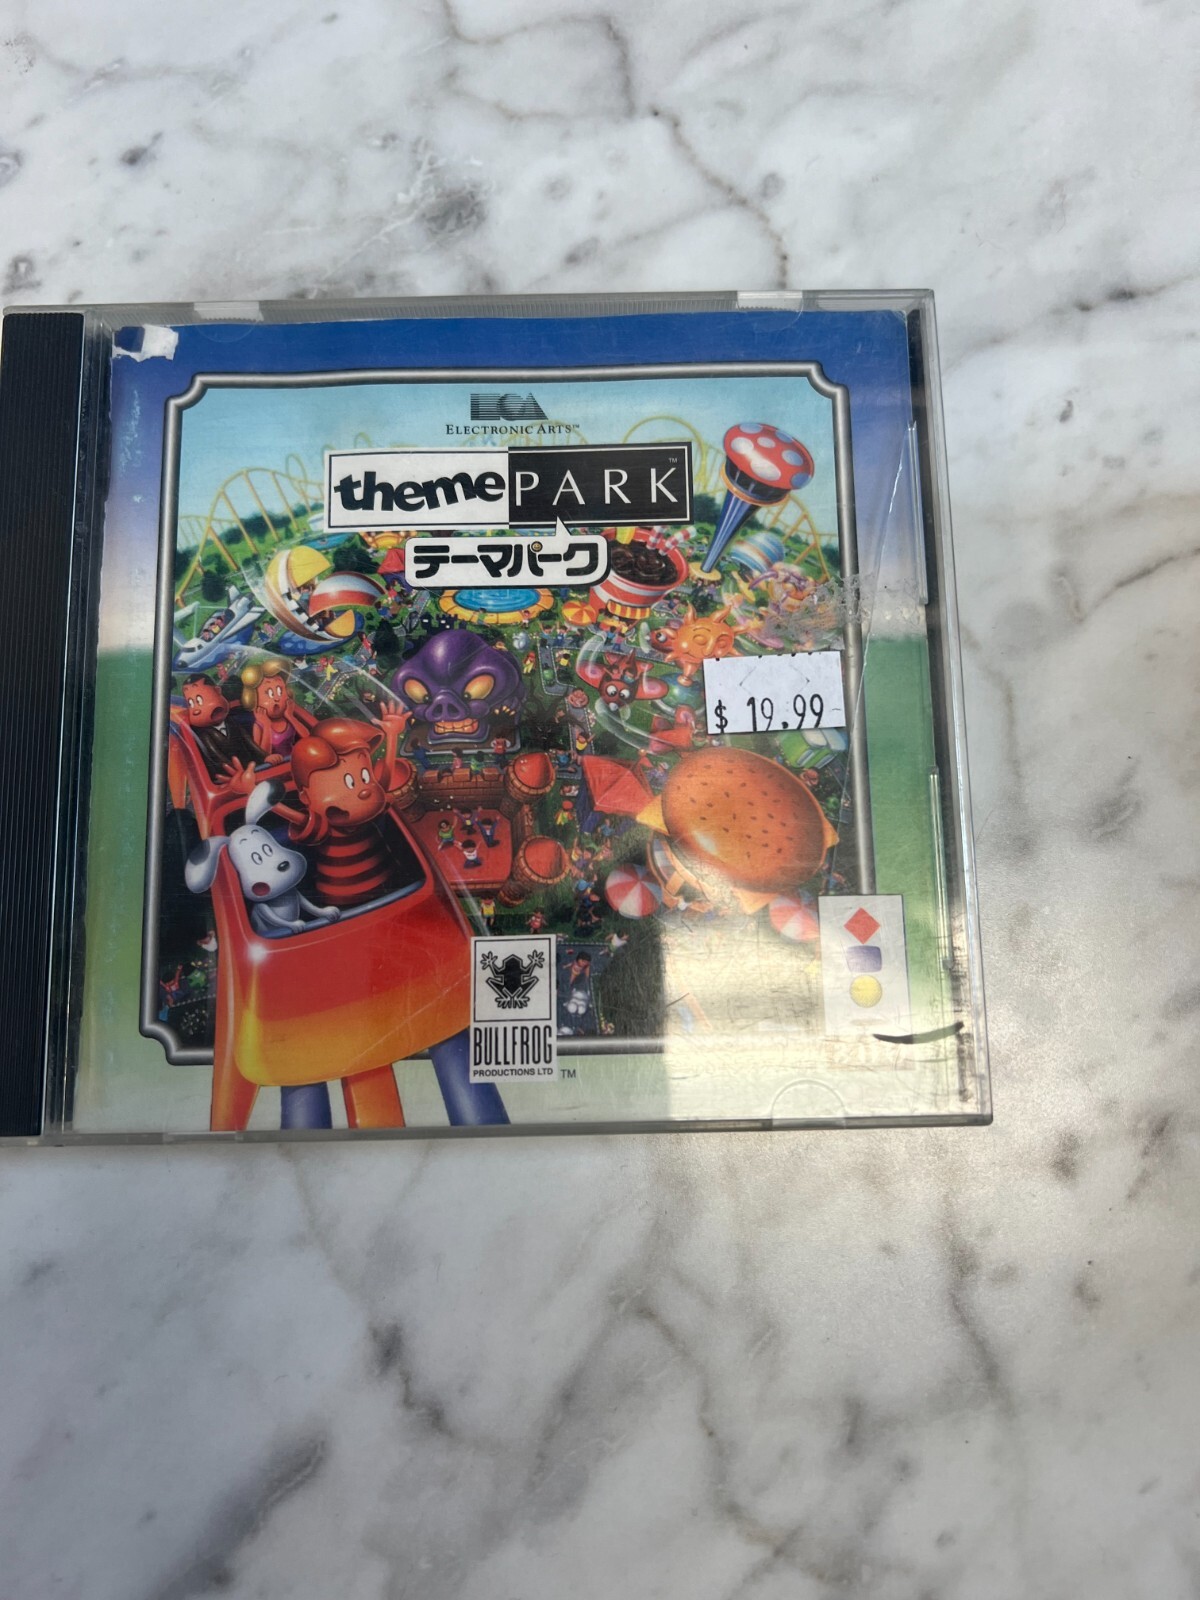 ELECTRONIC ARTS™
theme PARK™
テーマパーク
$ 19.99
BULLFROG
PRODUCTIONS LTD ™